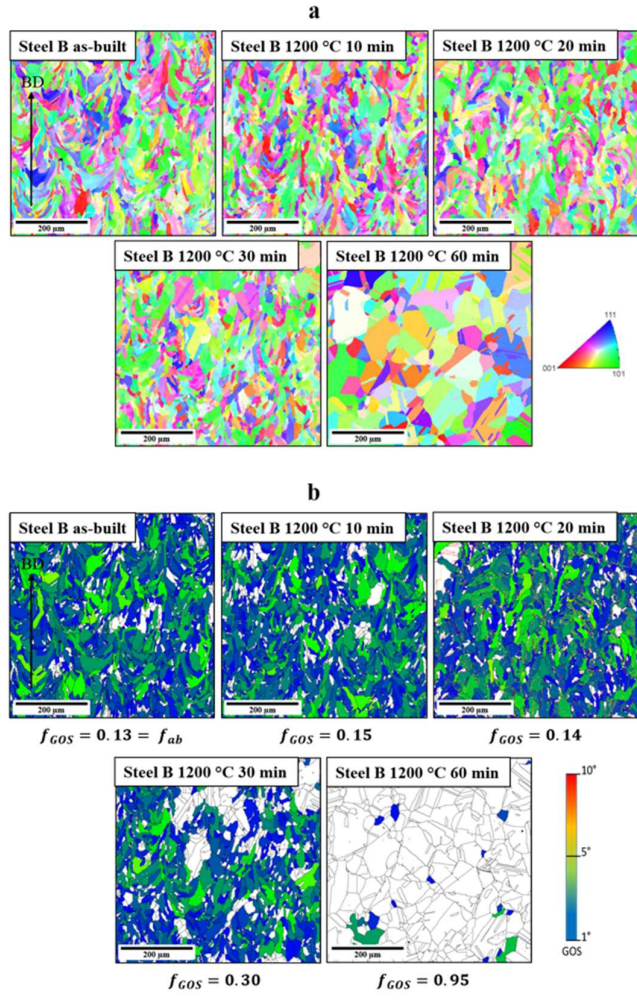 a
Steel B as-built
Steel B 1200 °C 10 min
Steel B 1200 °C 20 min
BD
200 µm
200 µm
200 µm
Steel B 1200 °C 30 min
Steel B 1200 °C 60 min
111
001
101
200 µm
200 µm
b
Steel B as-built
Steel B 1200 °C 10 min
Steel B 1200 °C 20 min
BD
200 µm
200 µm
200 µm
f_GOS = 0.13 = f_ab
f_GOS = 0.15
f_GOS = 0.14
Steel B 1200 °C 30 min
Steel B 1200 °C 60 min
10°
5°
1°
GOS
200 µm
200 µm
f_GOS = 0.30
f_GOS = 0.95